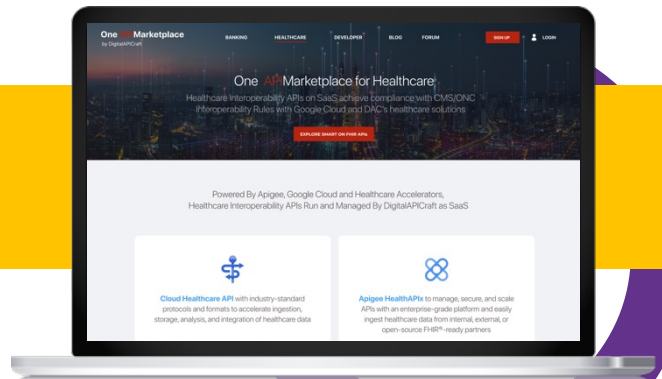 One API Marketplace
by DigitalAPICraft
BANKING HEALTHCARE DEVELOPER BLOG FORUM SIGN UP LOGIN
One API Marketplace for Healthcare
Healthcare Interoperability APIs on SaaS achieve compliance with CMS/ONC
Interoperability Rules with Google Cloud and DAC's healthcare solutions
EXPLORE SMART ON FHIR APIs
Powered By Apigee, Google Cloud and Healthcare Accelerators,
Healthcare Interoperability APIs Run and Managed By DigitalAPICraft as SaaS
Cloud Healthcare API with industry-standard
protocols and formats to accelerate ingestion,
storage, analysis, and integration of healthcare data
Apigee HealthAPIx to manage, secure, and scale
APIs with an enterprise-grade platform and easily
ingest healthcare data from internal, external, or
open-source FHIR®-ready partners